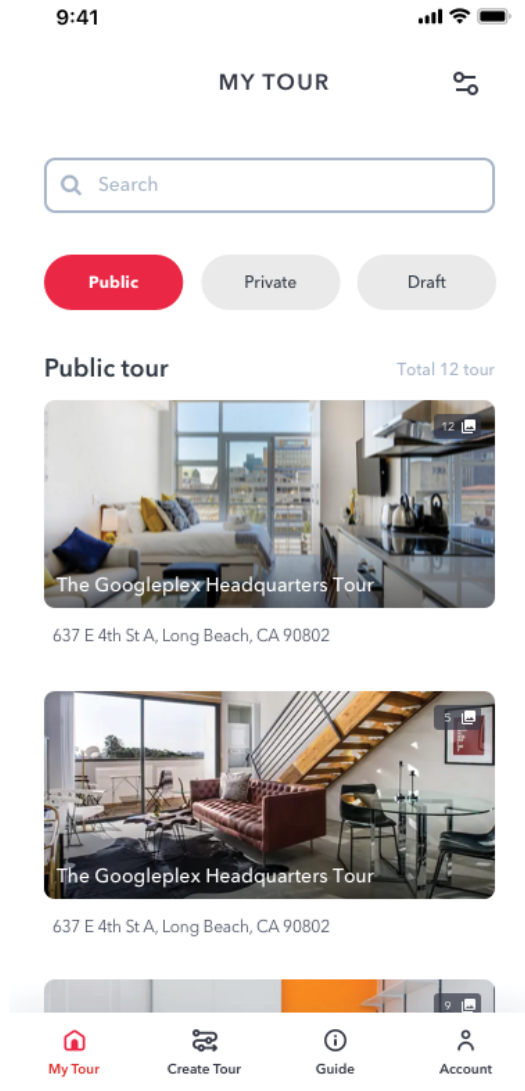 9:41
MY TOUR
Search
Public Private Draft
Public tour Total 12 tour
12
The Googleplex Headquarters Tour
637 E 4th St A, Long Beach, CA 90802
5
The Googleplex Headquarters Tour
637 E 4th St A, Long Beach, CA 90802
9
My Tour Create Tour Guide Account